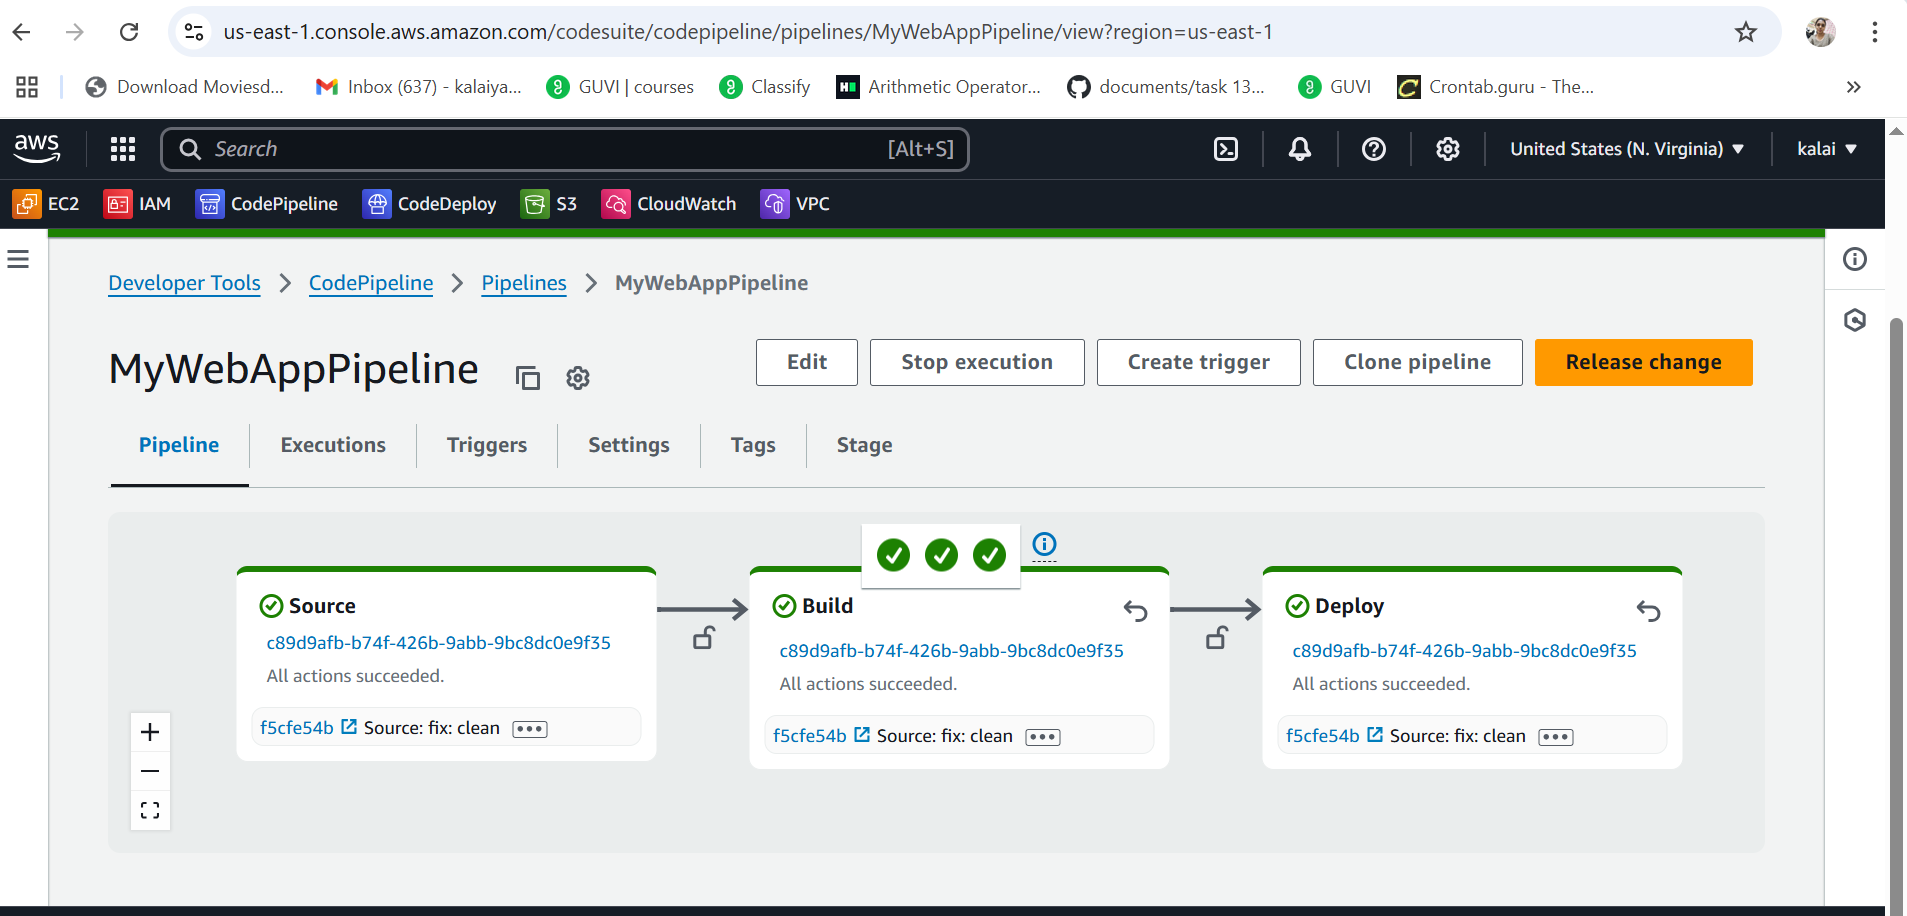 us-east-1.console.aws.amazon.com/codesuite/codepipeline/pipelines/MyWebAppPipeline/view?region=us-east-1
Download Moviesd... Inbox (637) - kalaiya... GUVI | courses Classify Arithmetic Operator... documents/task 13... GUVI Crontab.guru - The...
aws Search [Alt+S] United States (N. Virginia) kalai
EC2 IAM CodePipeline CodeDeploy S3 CloudWatch VPC
Developer Tools CodePipeline Pipelines MyWebAppPipeline
MyWebAppPipeline Edit Stop execution Create trigger Clone pipeline Release change
Pipeline Executions Triggers Settings Tags Stage
Source
c89d9afb-b74f-426b-9abb-9bc8dc0e9f35
All actions succeeded.
f5cfe54b Source: fix: clean
Build
c89d9afb-b74f-426b-9abb-9bc8dc0e9f35
All actions succeeded.
f5cfe54b Source: fix: clean
Deploy
c89d9afb-b74f-426b-9abb-9bc8dc0e9f35
All actions succeeded.
f5cfe54b Source: fix: clean